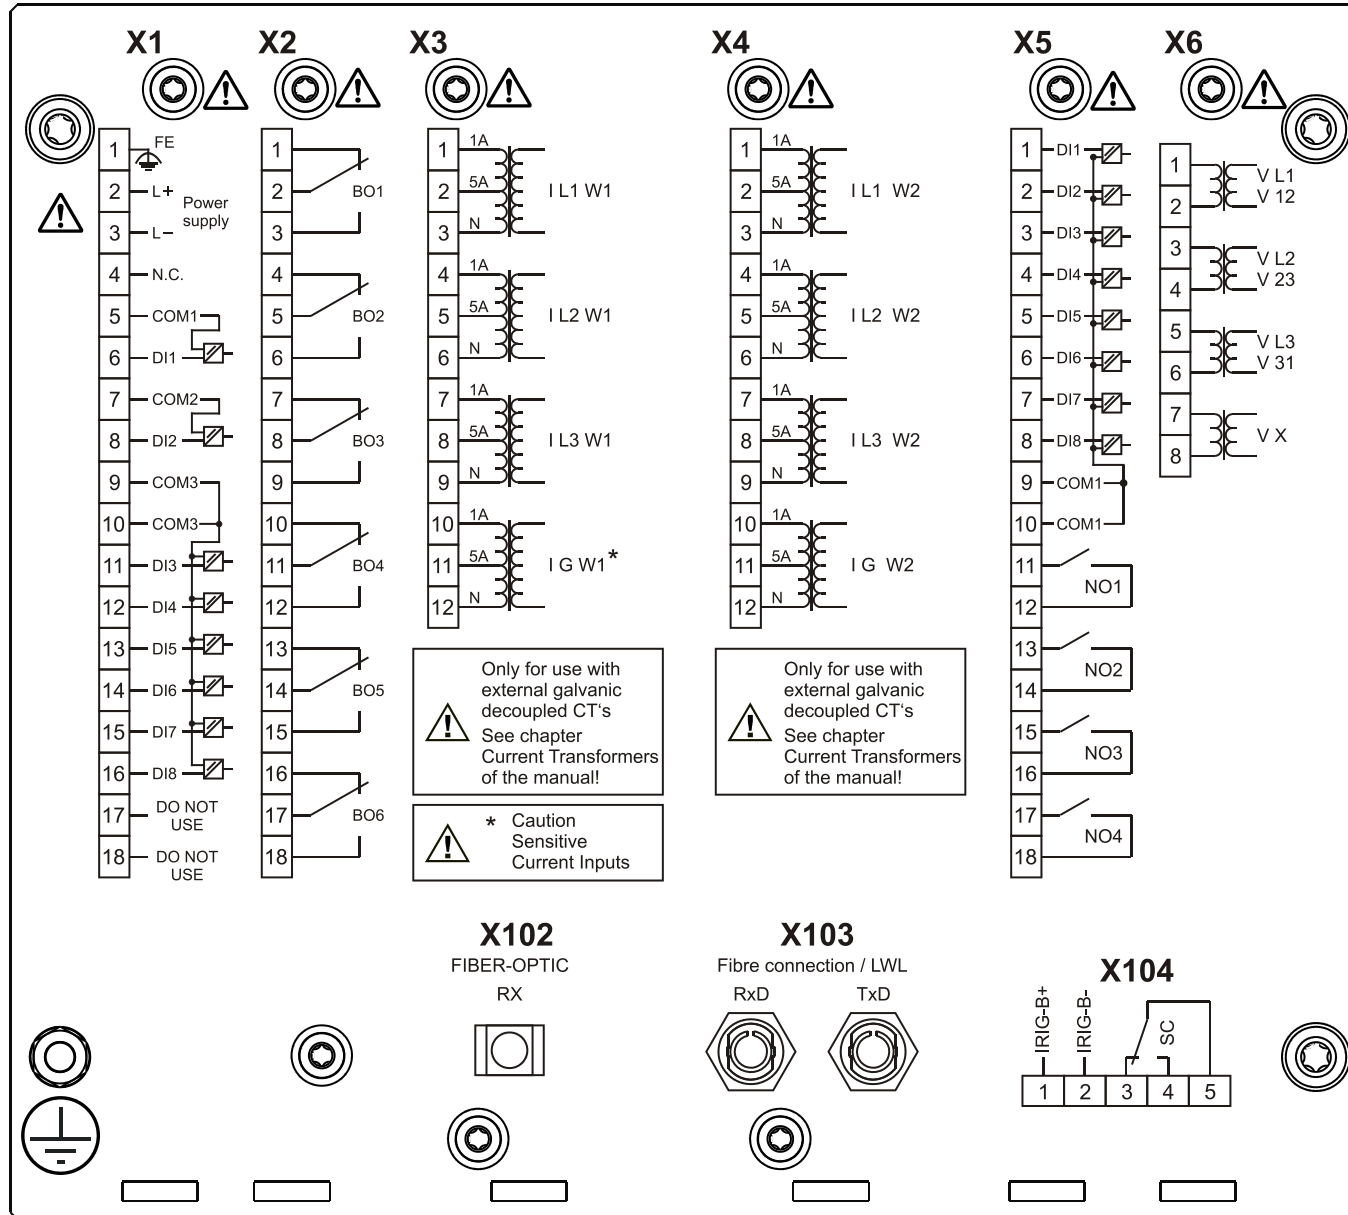 X1
1
FE
2
L+
Power
supply
3
L–
4
N.C.
5
COM1
6
DI1
7
COM2
8
DI2
9
COM3
10
COM3
11
DI3
12
DI4
13
DI5
14
DI6
15
DI7
16
DI8
17
DO NOT
USE
18
DO NOT
USE
X2
1
2
BO1
3
4
5
BO2
6
7
8
BO3
9
10
11
BO4
12
13
14
BO5
15
16
17
BO6
18
X3
1
1A
2
5A
I L1 W1
3
N
4
1A
5
5A
I L2 W1
6
N
7
1A
8
5A
I L3 W1
9
N
10
1A
11
5A
I G W1*
12
N
Only for use with
external galvanic
decoupled CT‘s
See chapter
Current Transformers
of the manual!
* Caution
Sensitive
Current Inputs
X4
1
1A
2
5A
I L1 W2
3
N
4
1A
5
5A
I L2 W2
6
N
7
1A
8
5A
I L3 W2
9
N
10
1A
11
5A
I G W2
12
N
Only for use with
external galvanic
decoupled CT‘s
See chapter
Current Transformers
of the manual!
X5
1
DI1
2
DI2
3
DI3
4
DI4
5
DI5
6
DI6
7
DI7
8
DI8
9
COM1
10
COM1
11
NO1
12
13
NO2
14
15
NO3
16
17
NO4
18
X6
1
V L1
V 12
2
3
V L2
V 23
4
5
V L3
V 31
6
7
V X
8
X102
FIBER-OPTIC
RX
X103
Fibre connection / LWL
RxD
TxD
X104
IRIG-B+
IRIG-B-
SC
1
2
3
4
5